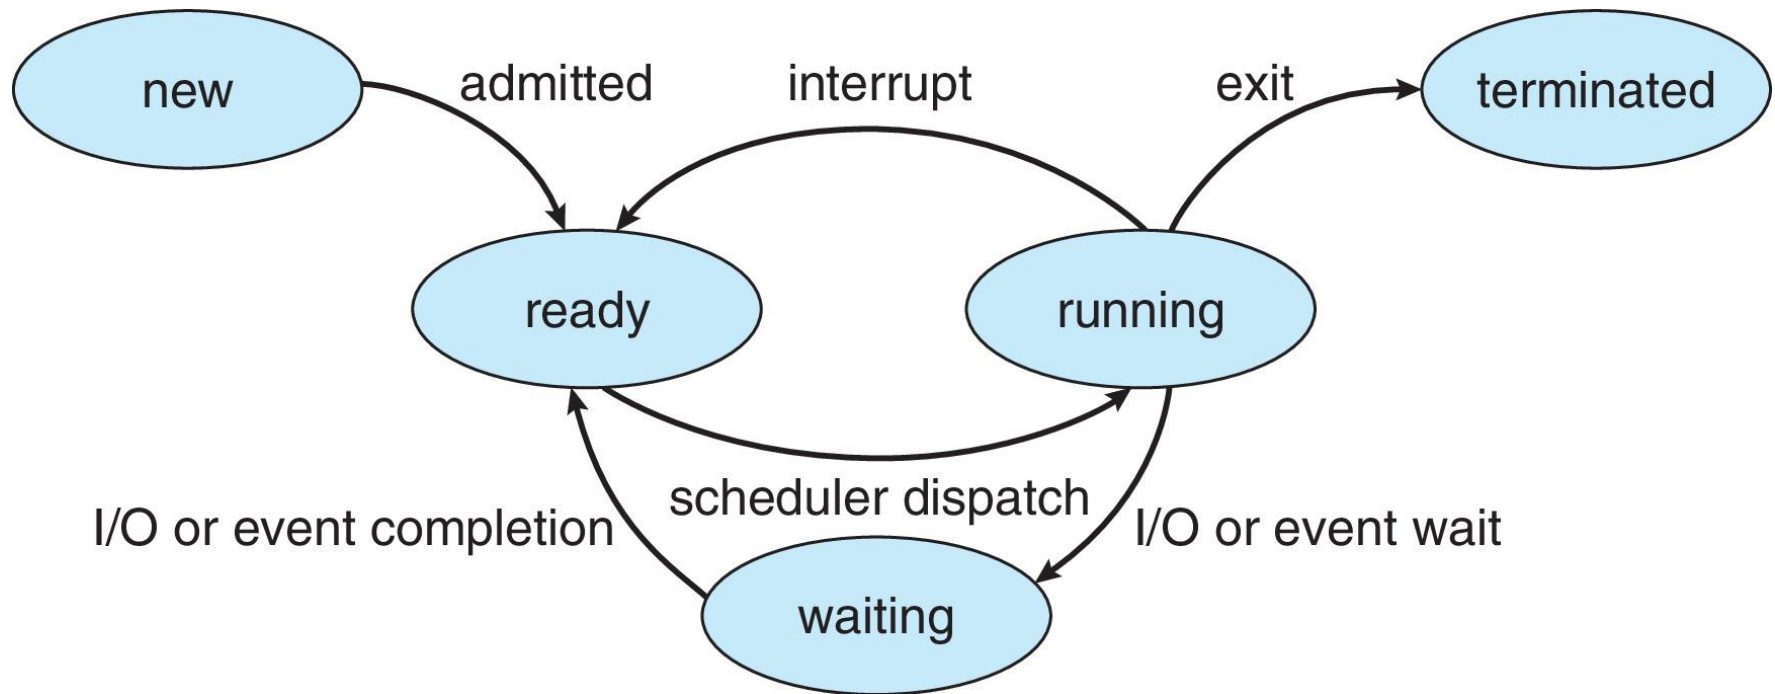 new
admitted
interrupt
exit
terminated
ready
running
scheduler dispatch
I/O or event completion
I/O or event wait
waiting